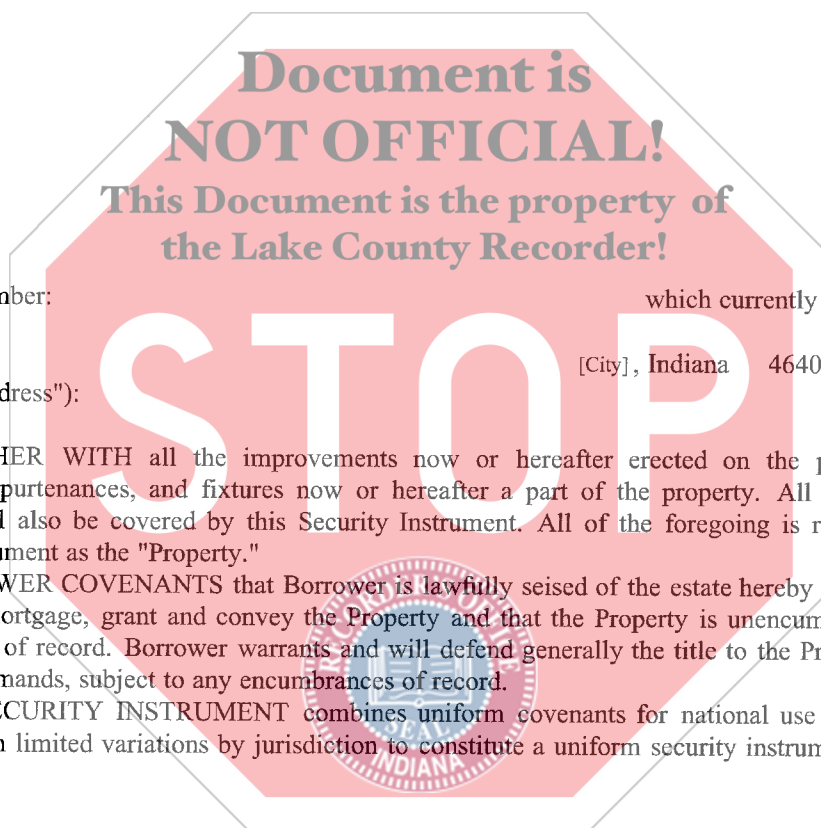 Document is
NOT OFFICIAL!
This Document is the property of
the Lake County Recorder!
mber: which currently
STOP
[City], Indiana 4640
dress"):
HER WITH all the improvements now or hereafter erected on the
purtenances, and fixtures now or hereafter a part of the property. All
l also be covered by this Security Instrument. All of the foregoing is r
ument as the "Property."
WER COVENANTS that Borrower is lawfully seised of the estate hereby
ortgage, grant and convey the Property and that the Property is unencum
of record. Borrower warrants and will defend generally the title to the Pr
mands, subject to any encumbrances of record.
ECURITY INSTRUMENT combines uniform covenants for national use
h limited variations by jurisdiction to constitute a uniform security instrum
SEAL
INDIANA